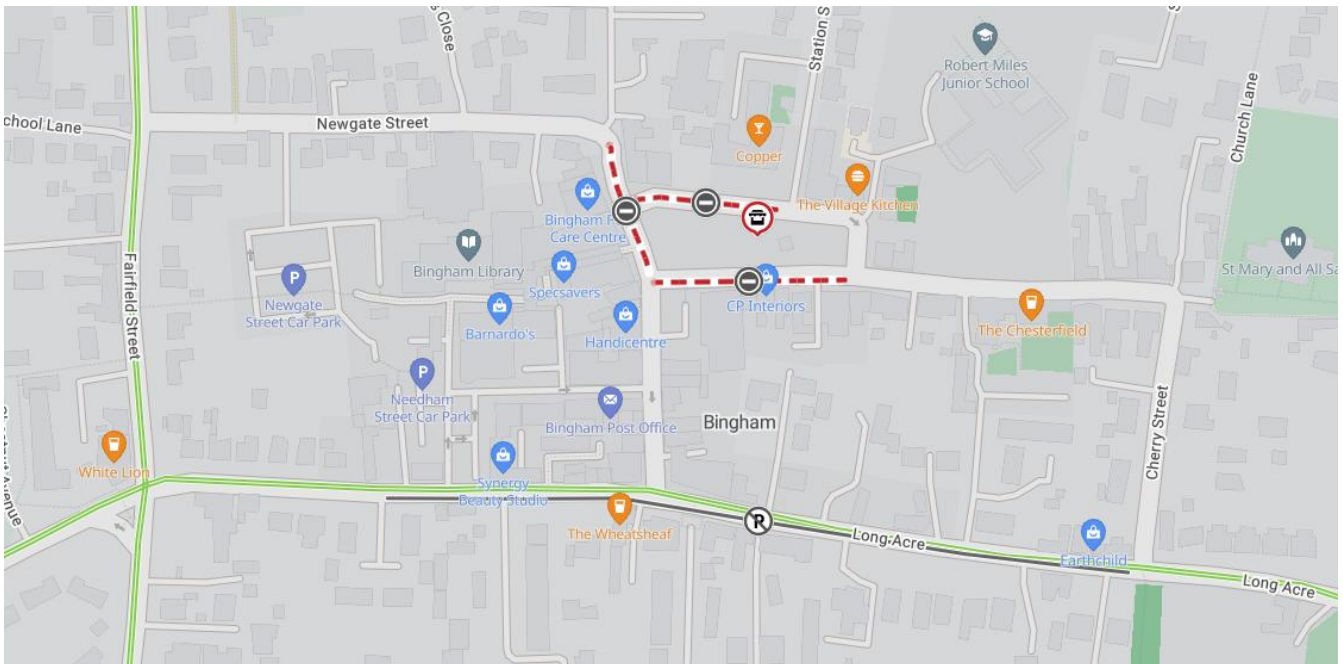 Station S
Robert Miles
Junior School
Church Lane
chool Lane
Newgate Street
Close
Copper
The Village Kitchen
Bingham P
Care Centre
Bingham Library
Specsavers
St Mary and All Sa
Fairfield Street
Newgate
Street Car Park
CP Interiors
Barnardo's
Handicentre
The Chesterfield
P
P
Needham
Street Car Park
Bingham Post Office
Bingham
Cherry Street
White Lion
Synergy
Beauty Studio
The Wheatsheaf
P
Long Acre
Earthchild
Long Acre
Avenue